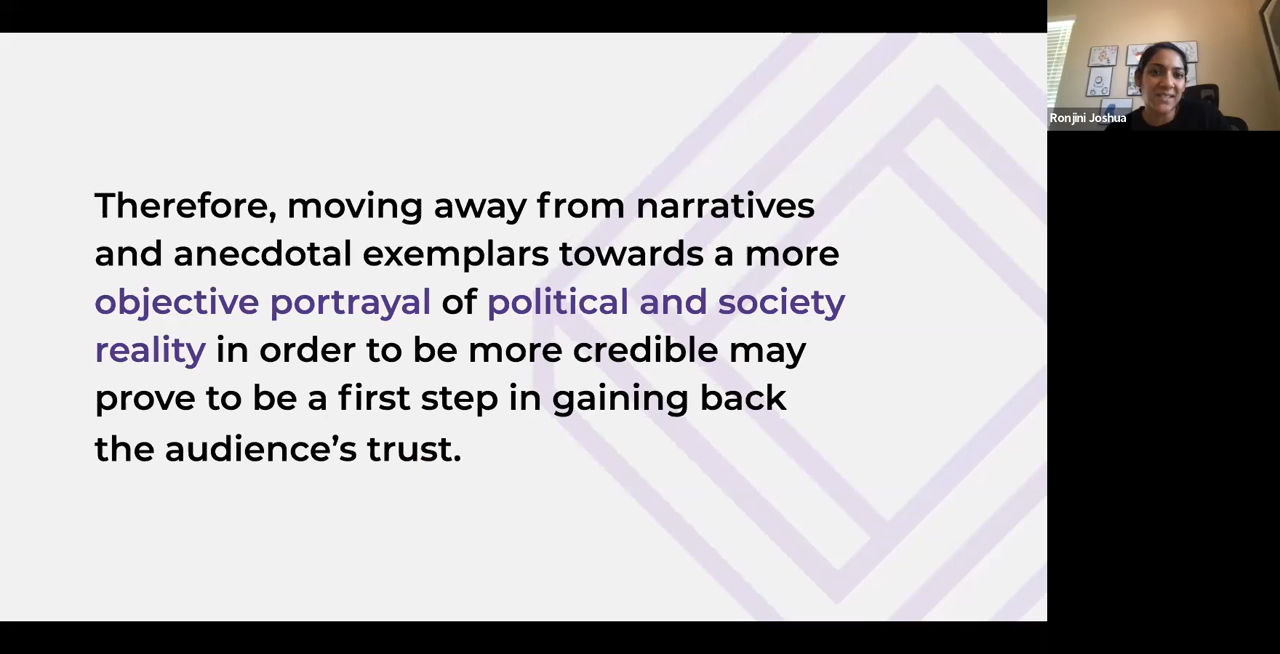 Therefore, moving away from narratives
and anecdotal exemplars towards a more
objective portrayal of political and society
reality in order to be more credible may
prove to be a first step in gaining back
the audience’s trust.
Ronjini Joshua